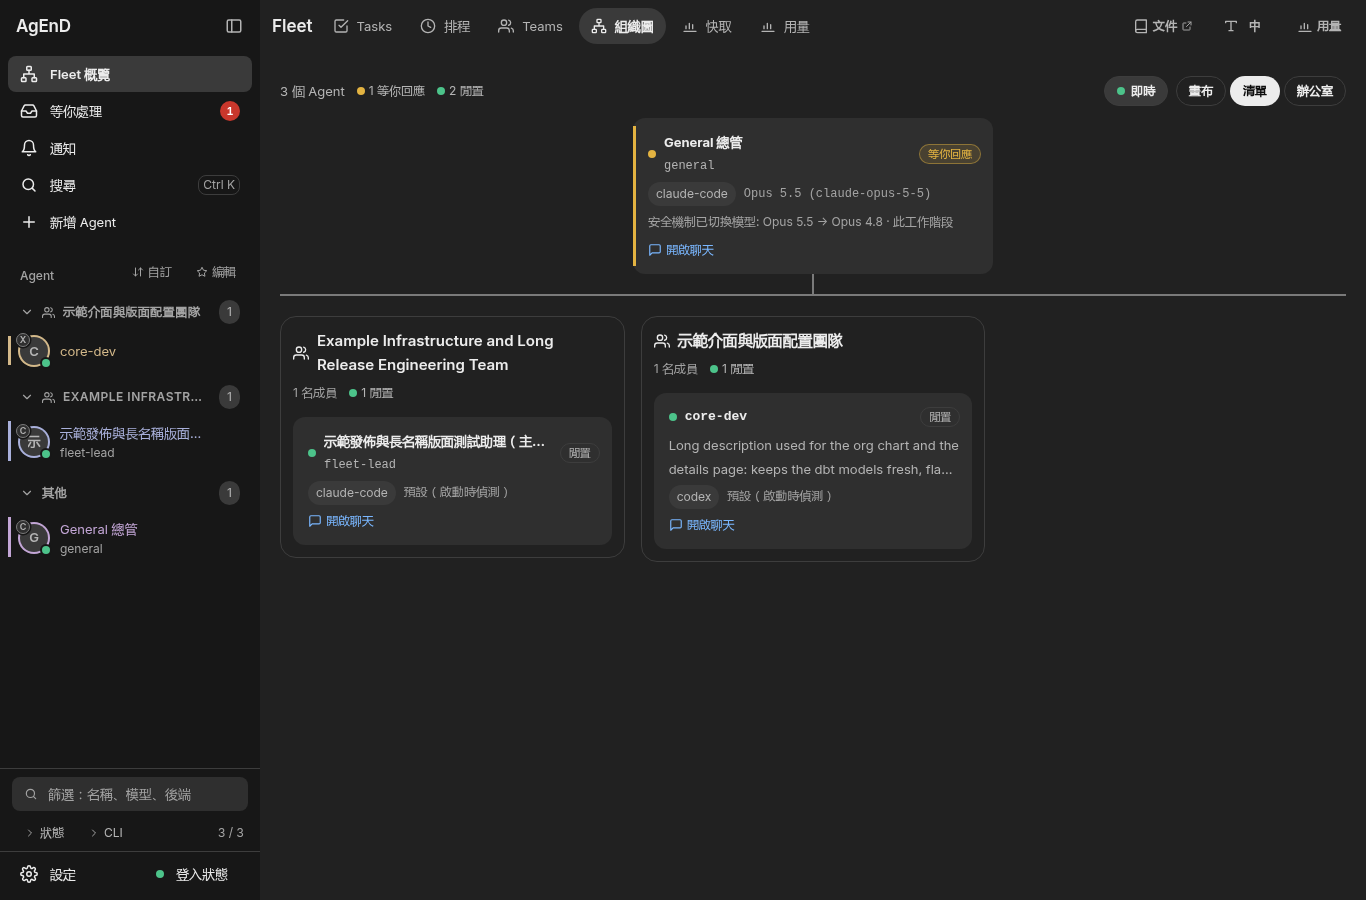 AgEnD
Fleet 概覽
等你處理
1
通知
搜尋
Ctrl K
新增 Agent
Agent
自訂
編輯
示範介面與版面配置團隊
1
X
C
core-dev
EXAMPLE INFRASTR...
1
C
示
示範發佈與長名稱版面...
fleet-lead
其他
1
C
G
General 總管
general
篩選：名稱、模型、後端
狀態
CLI
3 / 3
設定
登入狀態
Fleet
Tasks
排程
Teams
組織圖
快取
用量
文件
中
用量
3 個 Agent
1 等你回應
2 閒置
即時
畫布
清單
辦公室
General 總管
general
等你回應
claude-code
Opus 5.5 (claude-opus-5-5)
安全機制已切換模型: Opus 5.5 → Opus 4.8 · 此工作階段
開啟聊天
Example Infrastructure and Long
Release Engineering Team
1 名成員
1 閒置
示範發佈與長名稱版面測試助理（主...
fleet-lead
閒置
claude-code
預設（啟動時偵測）
開啟聊天
示範介面與版面配置團隊
1 名成員
1 閒置
core-dev
閒置
Long description used for the org chart and the
details page: keeps the dbt models fresh, fla...
codex
預設（啟動時偵測）
開啟聊天